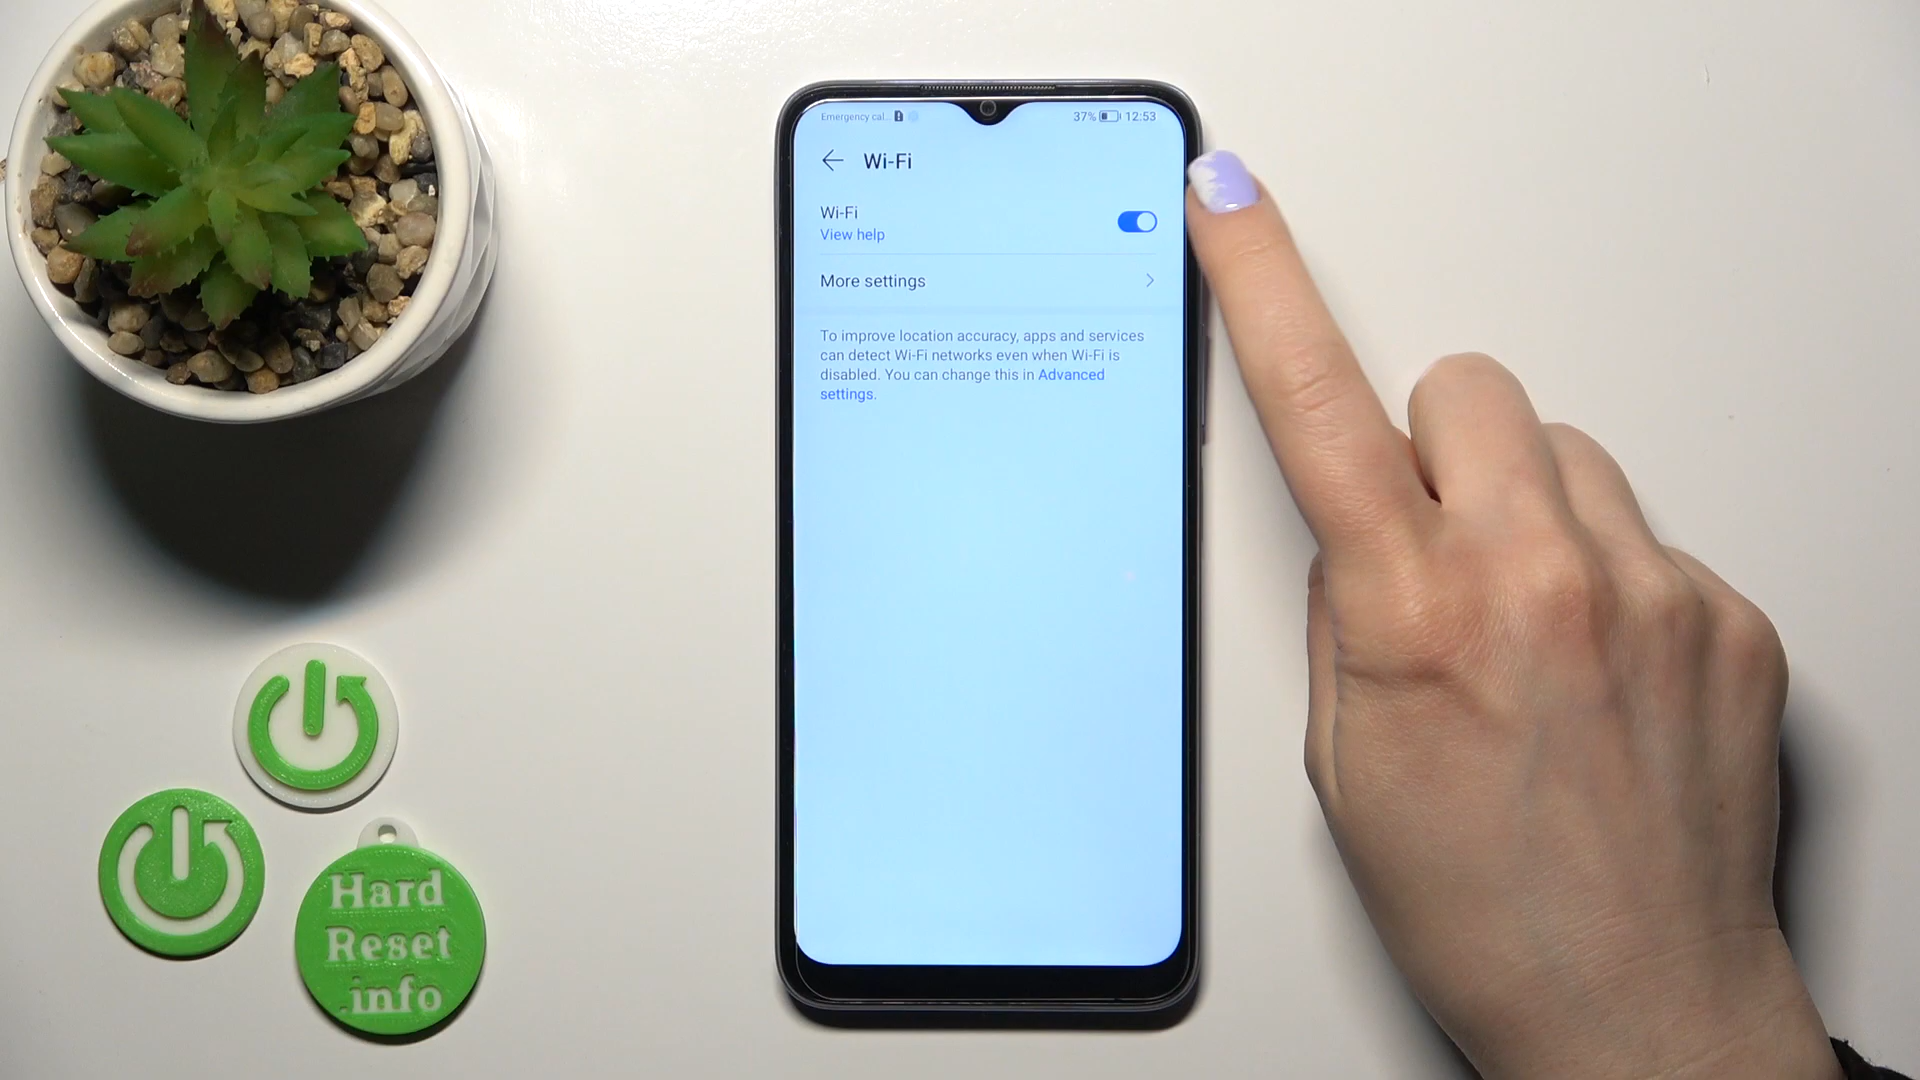 Emergency cal...
37% 12:53
Wi-Fi
Wi-Fi
View help
More settings
To improve location accuracy, apps and services
can detect Wi-Fi networks even when Wi-Fi is
disabled. You can change this in Advanced
settings.
Hard
Reset
.info